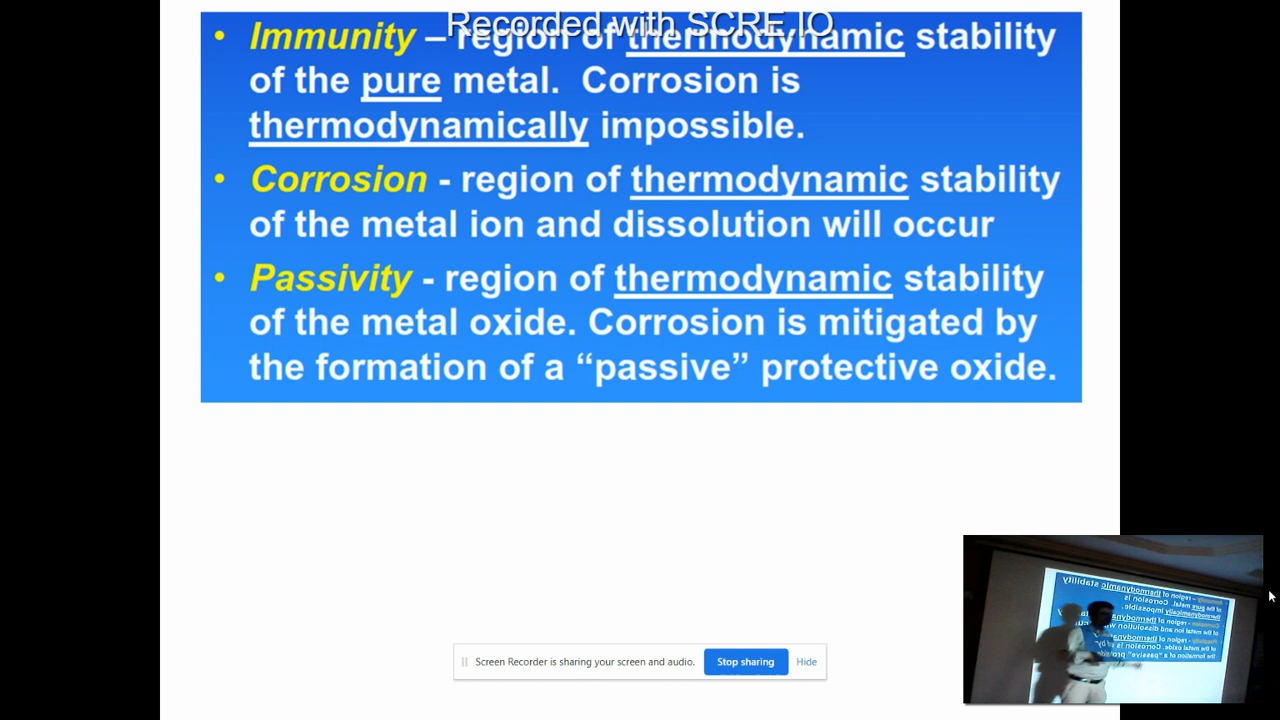 Recorded with SCRE.IO
• Immunity – region of thermodynamic stability
of the pure metal. Corrosion is
thermodynamically impossible.
• Corrosion - region of thermodynamic stability
of the metal ion and dissolution will occur
• Passivity - region of thermodynamic stability
of the metal oxide. Corrosion is mitigated by
the formation of a “passive” protective oxide.
Screen Recorder is sharing your screen and audio.
Stop sharing
Hide